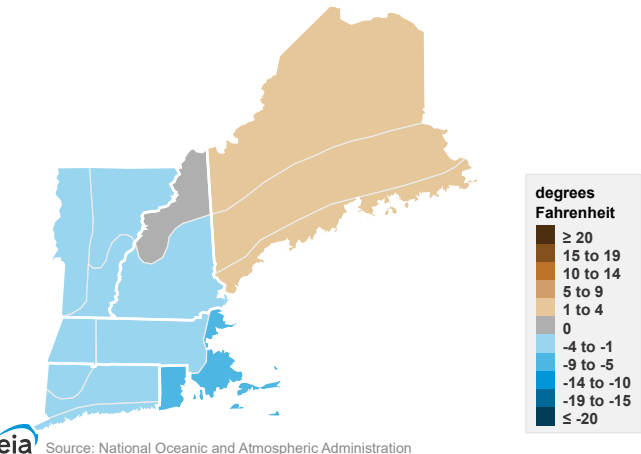 degrees
Fahrenheit
≥ 20
15 to 19
10 to 14
5 to 9
1 to 4
0
-4 to -1
-9 to -5
-14 to -10
-19 to -15
≤ -20
eia Source: National Oceanic and Atmospheric Administration